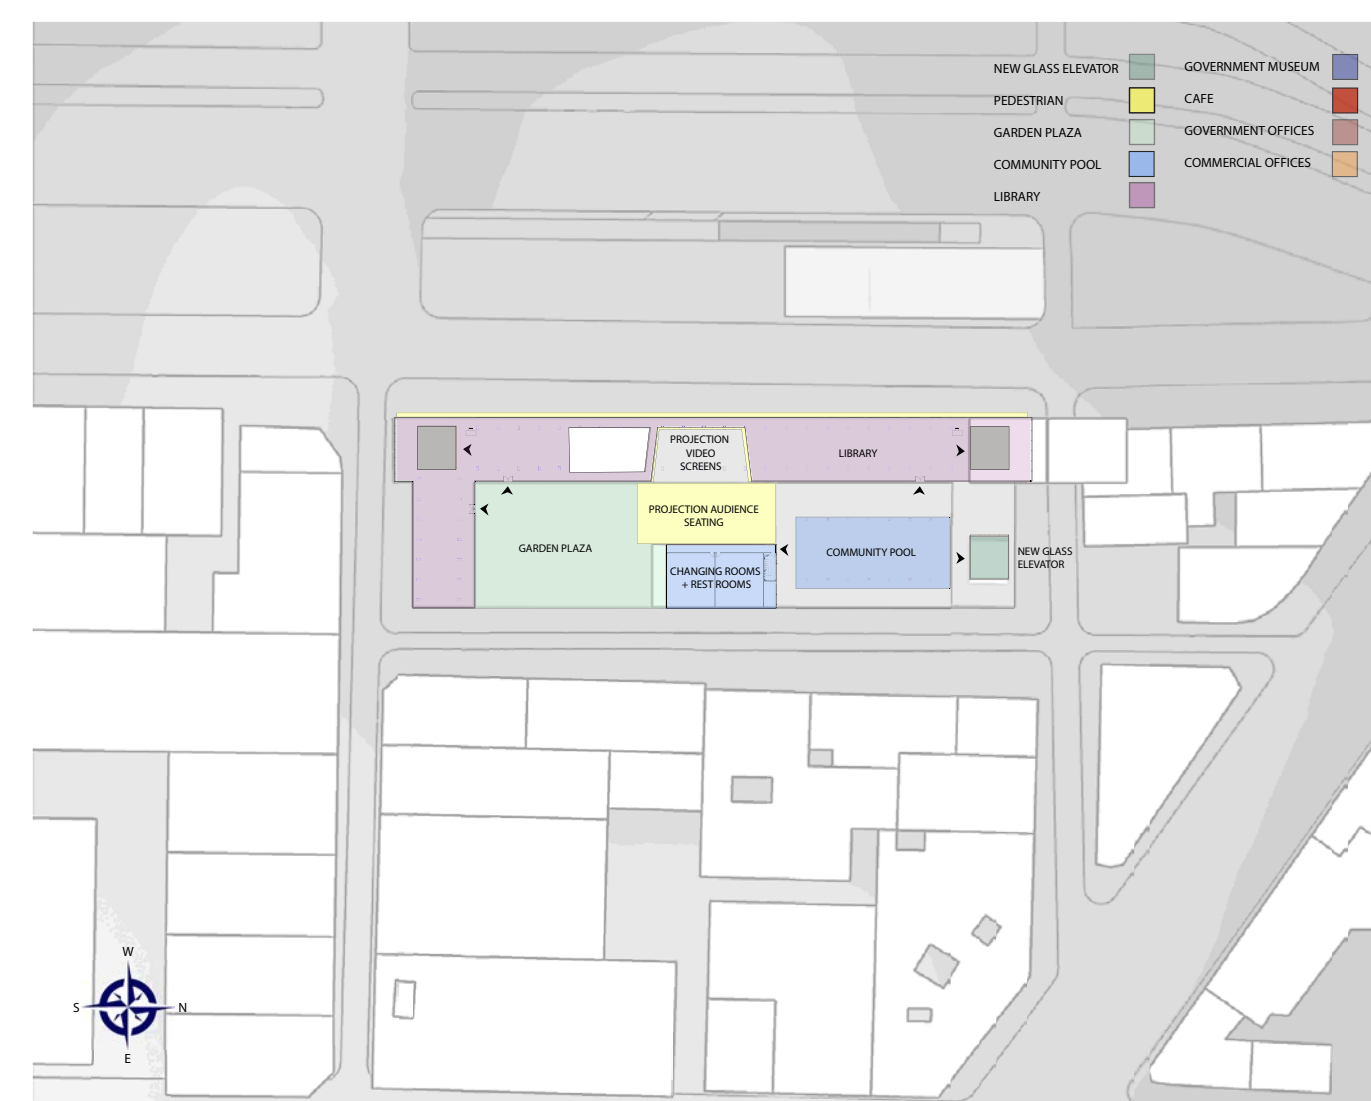 NEW GLASS ELEVATOR
PEDESTRIAN
GARDEN PLAZA
COMMUNITY POOL
LIBRARY
GOVERNMENT MUSEUM
CAFE
GOVERNMENT OFFICES
COMMERCIAL OFFICES
PROJECTION
VIDEO
SCREENS
LIBRARY
PROJECTION AUDIENCE
SEATING
GARDEN PLAZA
CHANGING ROOMS
+ REST ROOMS
COMMUNITY POOL
NEW GLASS
ELEVATOR
W
S
N
E